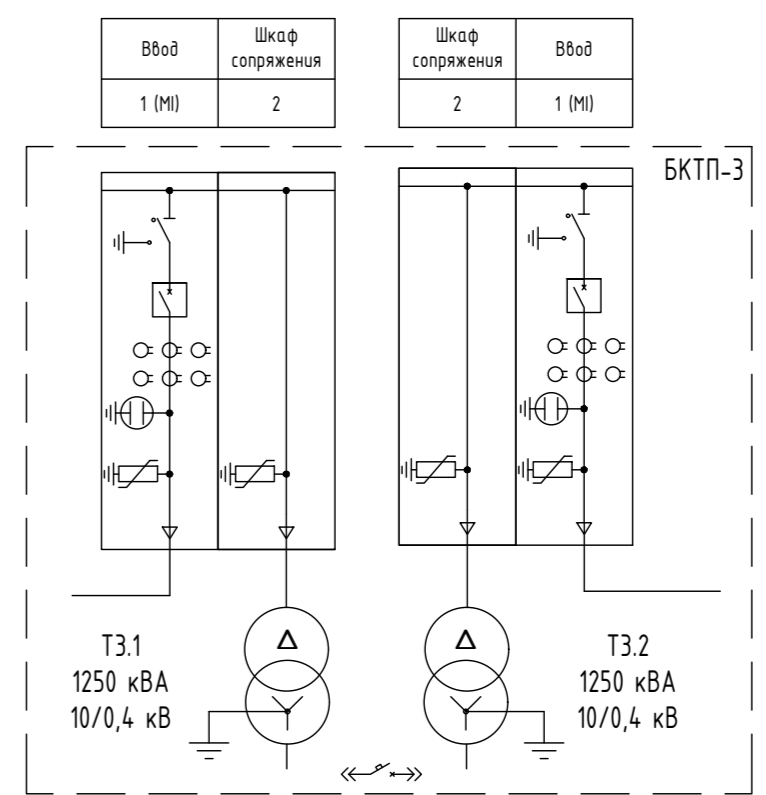 Ввод
Шкаф
сопряжения
1 (MI)
2
Шкаф
сопряжения
Ввод
2
1 (MI)
БКТП-3
Т3.1
1250 кВА
10/0,4 кВ
Т3.2
1250 кВА
10/0,4 кВ